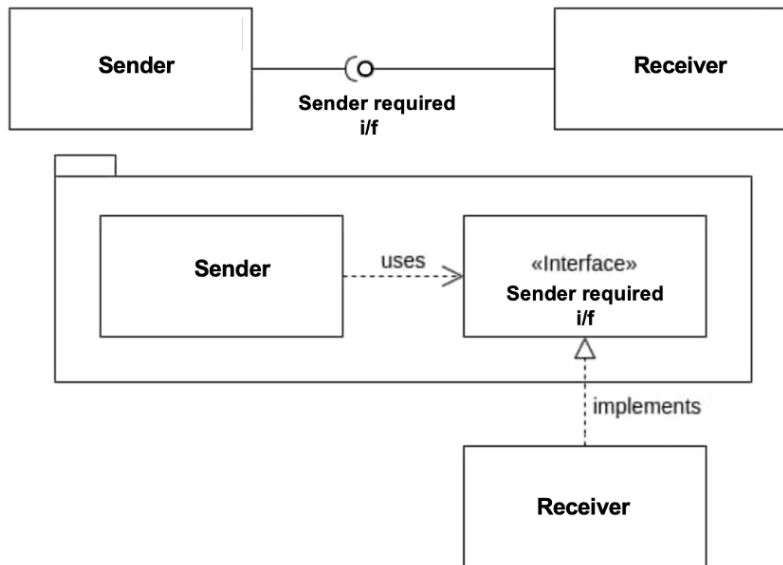 Sender
Receiver
Sender required
i/f
Sender
uses
«Interface»
Sender required
i/f
implements
Receiver